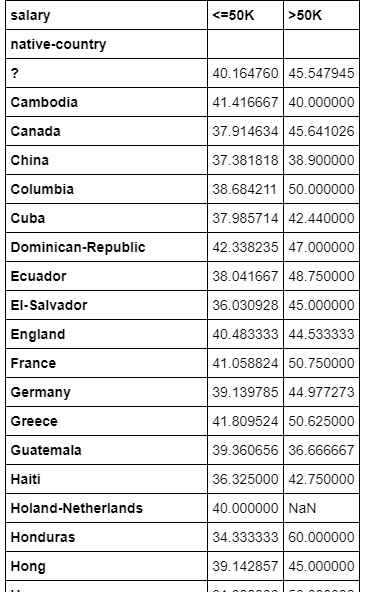 salary <=50K >50K
native-country
? 40.164760 45.547945
Cambodia 41.416667 40.000000
Canada 37.914634 45.641026
China 37.381818 38.900000
Columbia 38.684211 50.000000
Cuba 37.985714 42.440000
Dominican-Republic 42.338235 47.000000
Ecuador 38.041667 48.750000
El-Salvador 36.030928 45.000000
England 40.483333 44.533333
France 41.058824 50.750000
Germany 39.139785 44.977273
Greece 41.809524 50.625000
Guatemala 39.360656 36.666667
Haiti 36.325000 42.750000
Holand-Netherlands 40.000000 NaN
Honduras 34.333333 60.000000
Hong 39.142857 45.000000